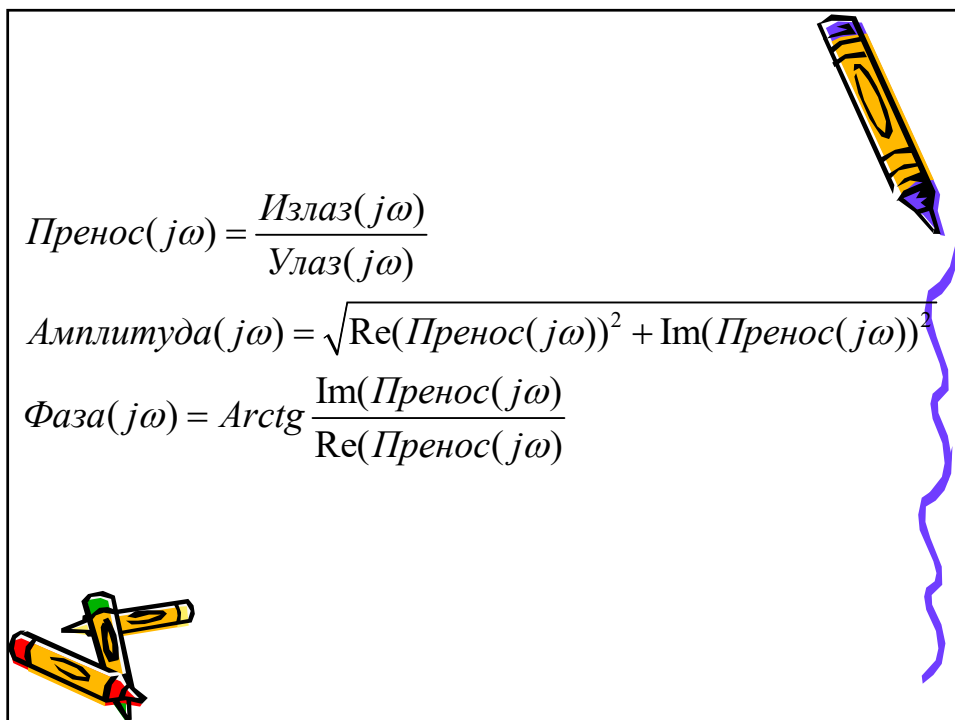 Пренос(jω) = Излаз(jω) / Улаз(jω)
Амплитуда(jω) = √Re(Пренос(jω))² + Im(Пренос(jω))²
Фаза(jω) = Arctg Im(Пренос(jω) / Re(Пренос(jω)